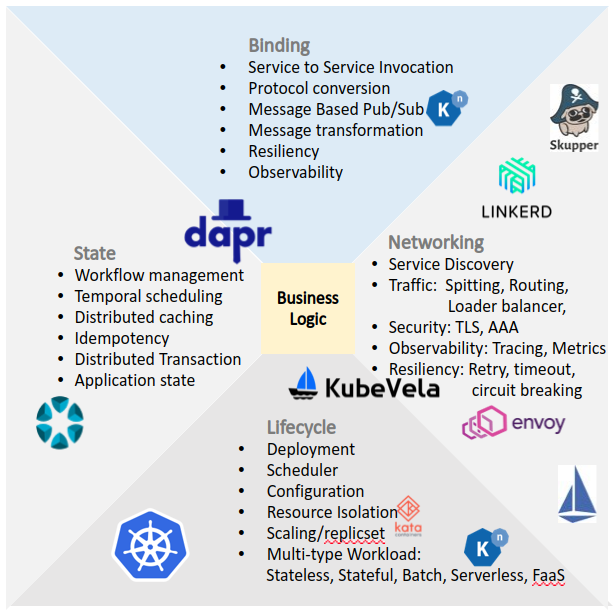 Binding
• Service to Service Invocation
• Protocol conversion
• Message Based Pub/Sub
• Message transformation
• Resiliency
• Observability
K
n
Skupper
LINKERD
dapr
State
• Workflow management
• Temporal scheduling
• Distributed caching
• Idempotency
• Distributed Transaction
• Application state
Business
Logic
Networking
• Service Discovery
• Traffic: Spitting, Routing,
Loader balancer,
• Security: TLS, AAA
• Observability: Tracing, Metrics
• Resiliency: Retry, timeout,
circuit breaking
KubeVela
envoy
Lifecycle
• Deployment
• Scheduler
• Configuration
• Resource Isolation
• Scaling/replicset
• Multi-type Workload:
Stateless, Stateful, Batch, Serverless, FaaS
kata
containers
K
n